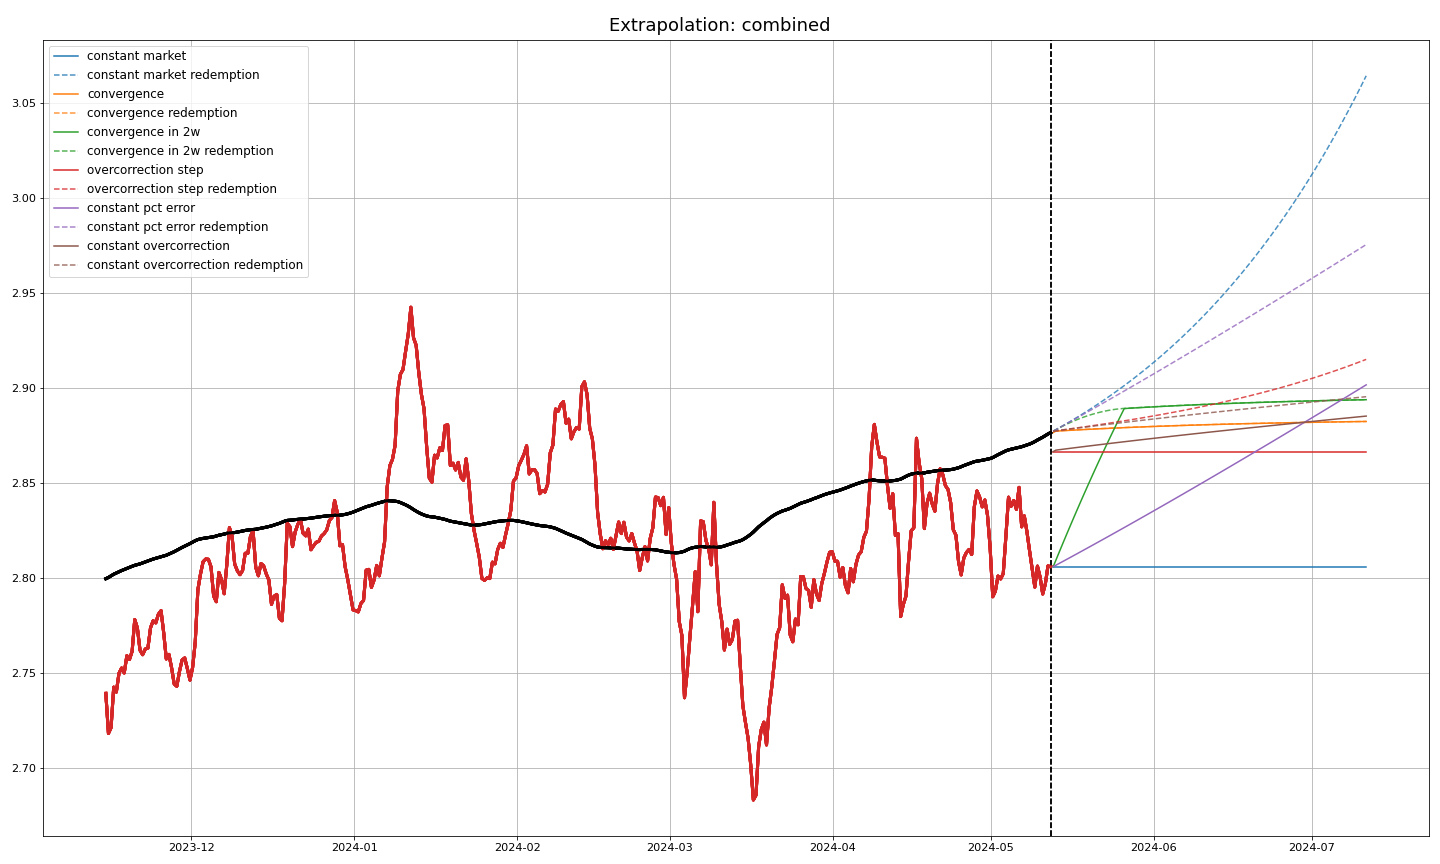 Extrapolation: combined
constant market
constant market redemption
convergence
convergence redemption
convergence in 2w
convergence in 2w redemption
overcorrection step
overcorrection step redemption
constant pct error
constant pct error redemption
constant overcorrection
constant overcorrection redemption
3.05
3.00
2.95
2.90
2.85
2.80
2.75
2.70
2023-12 2024-01 2024-02 2024-03 2024-04 2024-05 2024-06 2024-07